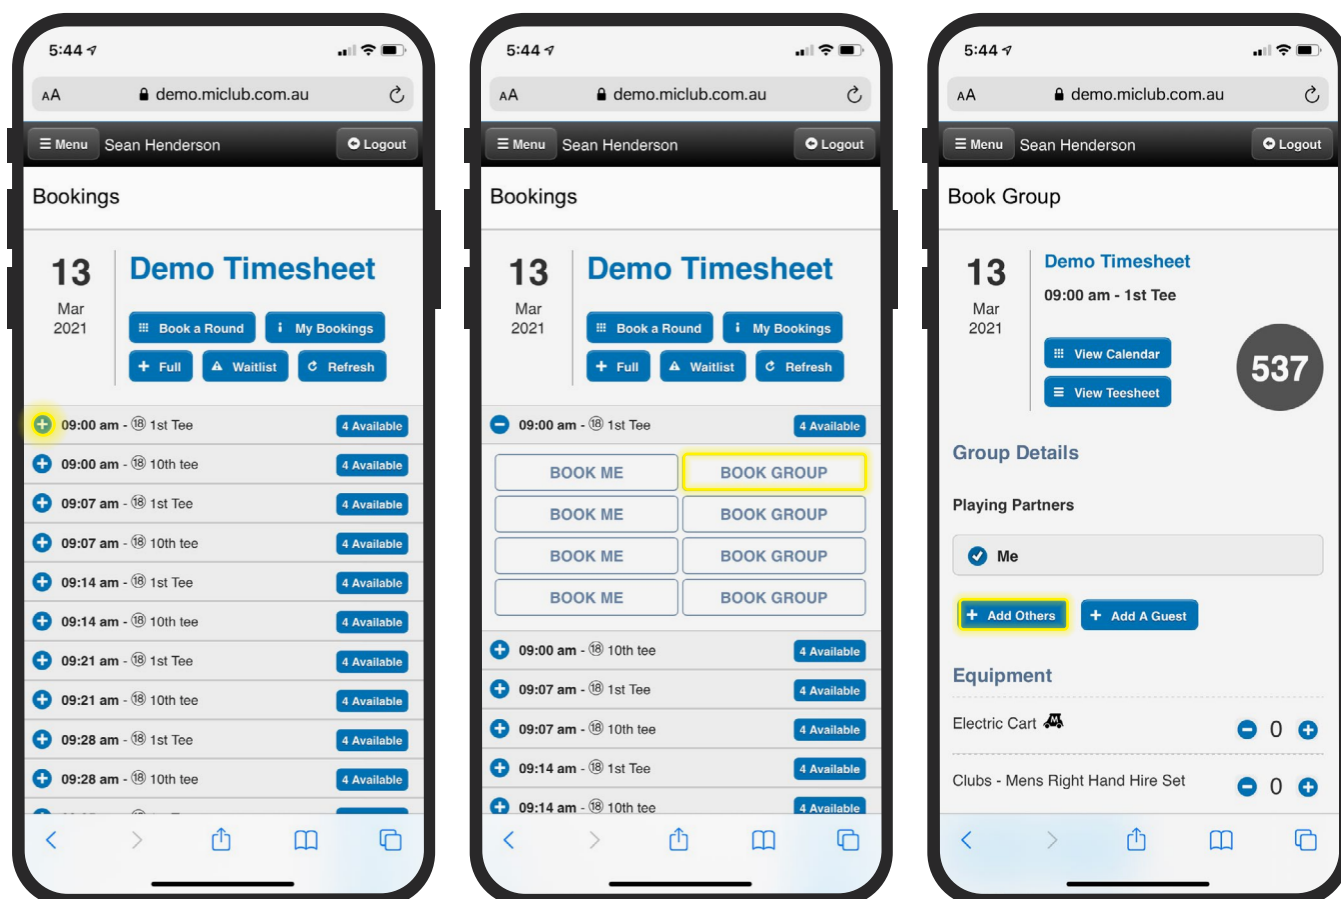 5:44
AA demo.miclub.com.au
Menu Sean Henderson Logout
Bookings
13
Mar
2021
Demo Timesheet
Book a Round My Bookings
Full Waitlist Refresh
09:00 am - 18 1st Tee 4 Available
09:00 am - 18 10th tee 4 Available
09:07 am - 18 1st Tee 4 Available
09:07 am - 18 10th tee 4 Available
09:14 am - 18 1st Tee 4 Available
09:14 am - 18 10th tee 4 Available
09:21 am - 18 1st Tee 4 Available
09:21 am - 18 10th tee 4 Available
09:28 am - 18 1st Tee 4 Available
09:28 am - 18 10th tee 4 Available
5:44
AA demo.miclub.com.au
Menu Sean Henderson Logout
Bookings
13
Mar
2021
Demo Timesheet
Book a Round My Bookings
Full Waitlist Refresh
09:00 am - 18 1st Tee 4 Available
BOOK ME BOOK GROUP
BOOK ME BOOK GROUP
BOOK ME BOOK GROUP
BOOK ME BOOK GROUP
09:00 am - 18 10th tee 4 Available
09:07 am - 18 1st Tee 4 Available
09:07 am - 18 10th tee 4 Available
09:14 am - 18 1st Tee 4 Available
09:14 am - 18 10th tee 4 Available
5:44
AA demo.miclub.com.au
Menu Sean Henderson Logout
Book Group
13
Mar
2021
Demo Timesheet
09:00 am - 1st Tee
View Calendar
View Teesheet
537
Group Details
Playing Partners
Me
+ Add Others + Add A Guest
Equipment
Electric Cart 0
Clubs - Mens Right Hand Hire Set 0